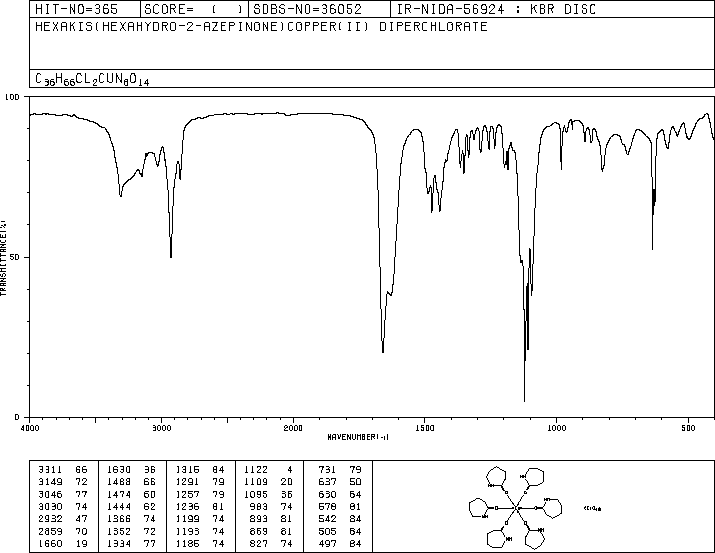 HIT-NO=365 SCORE= ( ) SDBS-NO=36052 IR-NIDA-56924 : KBR DISC
HEXAKIS(HEXAHYDRO-2-AZEPINONE)COPPER(II) DIPERCHLORATE
C36H66CL2CUN6O14
100
50
0
TRANSMITTANCE(%)
4000 3000 2000 1500 1000 500
WAVENUMBER(-1)
3311 66 1630 36 1316 84 1122 4 731 79
3149 72 1488 66 1291 79 1109 20 637 50
3046 77 1474 60 1257 79 1095 36 630 64
3030 74 1444 62 1236 81 983 74 578 81
2932 47 1366 74 1199 74 893 81 542 84
2859 70 1352 72 1193 74 869 81 505 84
1660 19 1334 77 1186 74 827 74 497 84